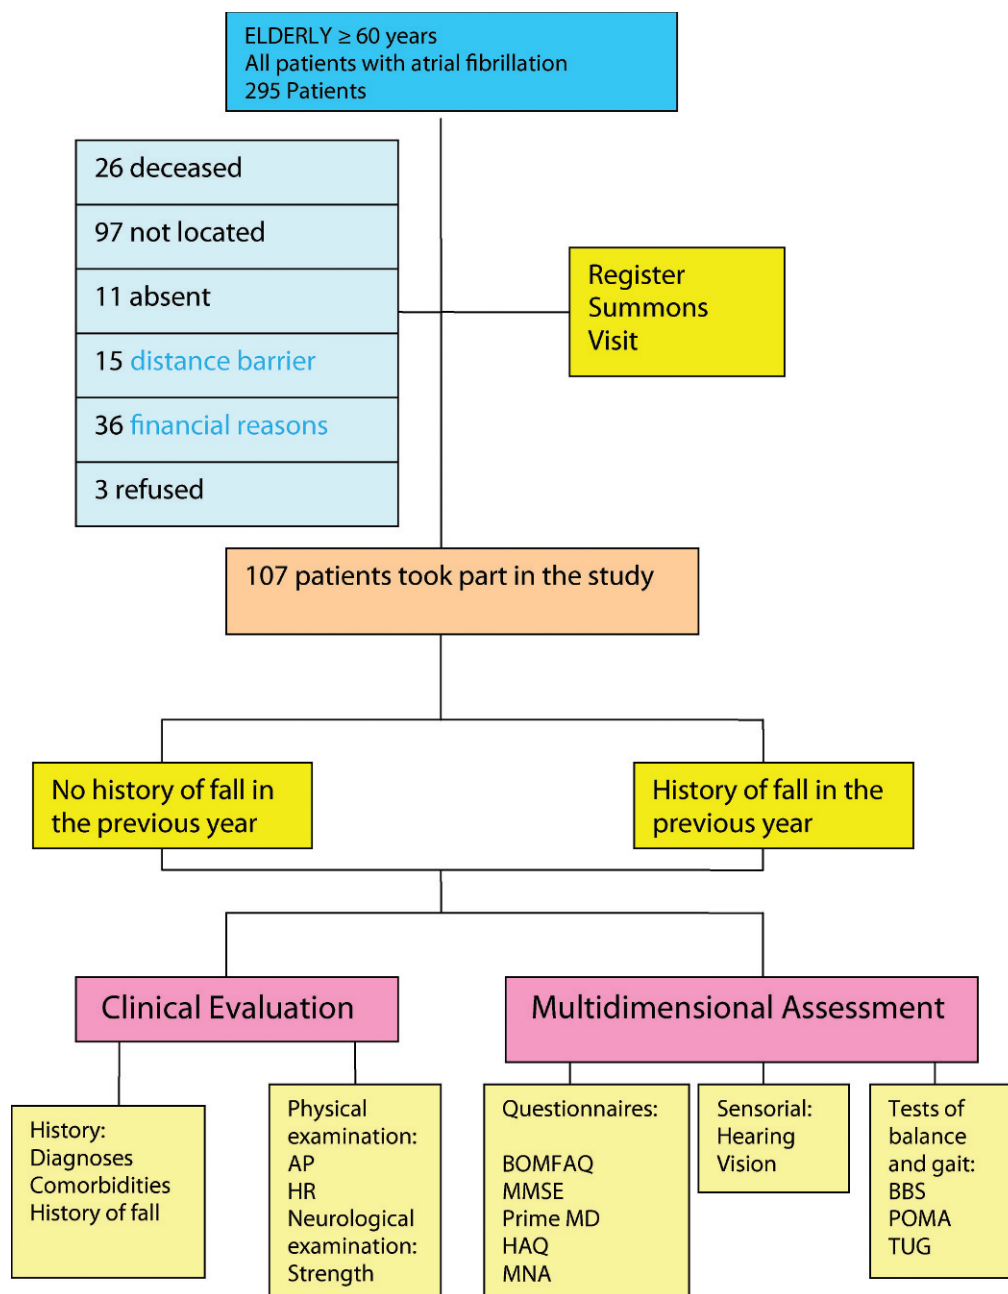 ELDERLY ≥ 60 years
All patients with atrial fibrillation
295 Patients
26 deceased
97 not located
11 absent
15 distance barrier
36 financial reasons
3 refused
Register
Summons
Visit
107 patients took part in the study
No history of fall in
the previous year
History of fall in the
previous year
Clinical Evaluation
Multidimensional Assessment
History:
Diagnoses
Comorbidities
History of fall
Physical
examination:
AP
HR
Neurological
examination:
Strength
Questionnaires:
BOMFAQ
MMSE
Prime MD
HAQ
MNA
Sensorial:
Hearing
Vision
Tests of
balance
and gait:
BBS
POMA
TUG